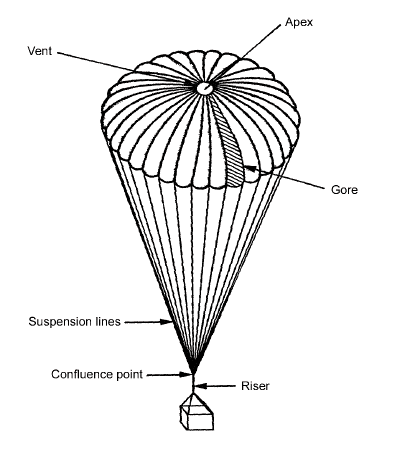 Apex
Vent
Gore
Suspension lines
Confluence point
Riser